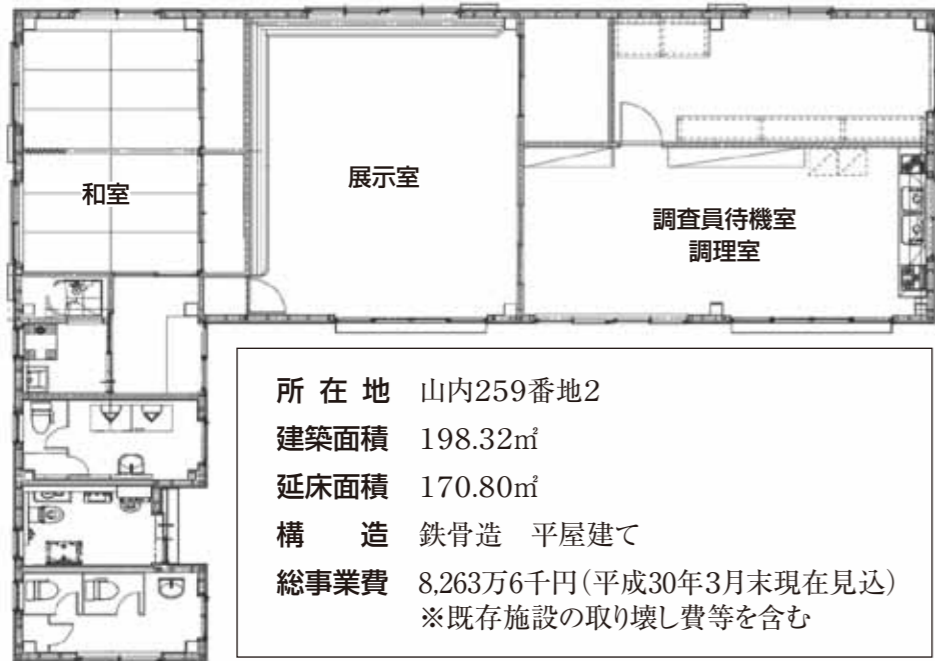 和室
展示室
調査員待機室
調理室
所在地 山内259番地2
建築面積 198.32㎡
延床面積 170.80㎡
構造 鉄骨造 平屋建て
総事業費 8,263万6千円(平成30年3月末現在見込)
※既存施設の取り壊し費等を含む